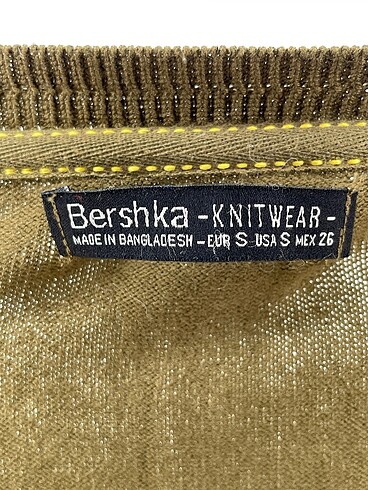 Bershka - KNITWEAR -
MADE IN BANGLADESH - EUR S USA S MEX 26